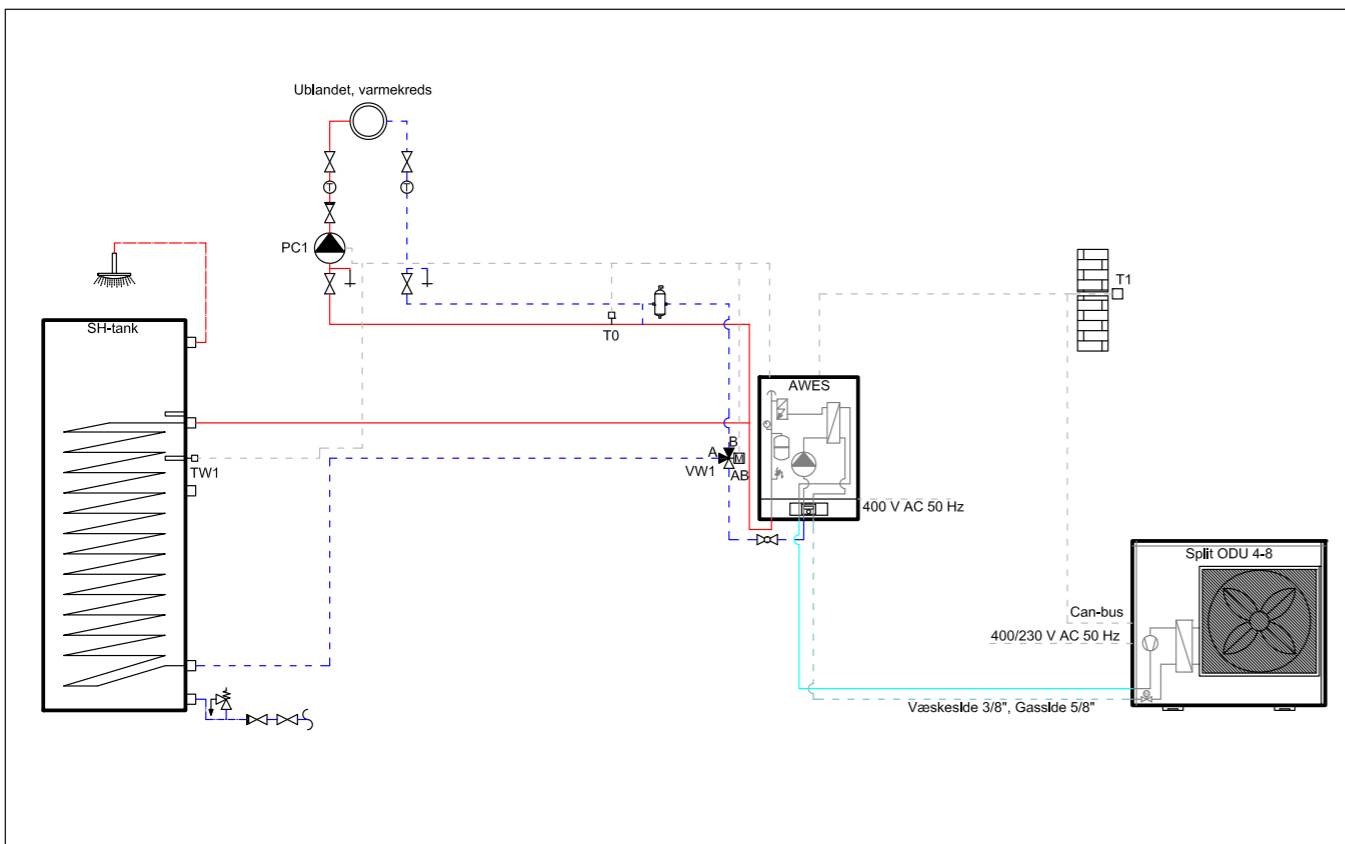 Ublandet, varmekreds
T
T
PC1
SH-tank
T0
T1
AWES
B
A
M
VW1
AB
TW1
400 V AC 50 Hz
Split ODU 4-8
Can-bus
400/230 V AC 50 Hz
Væskeside 3/8", Gasside 5/8"